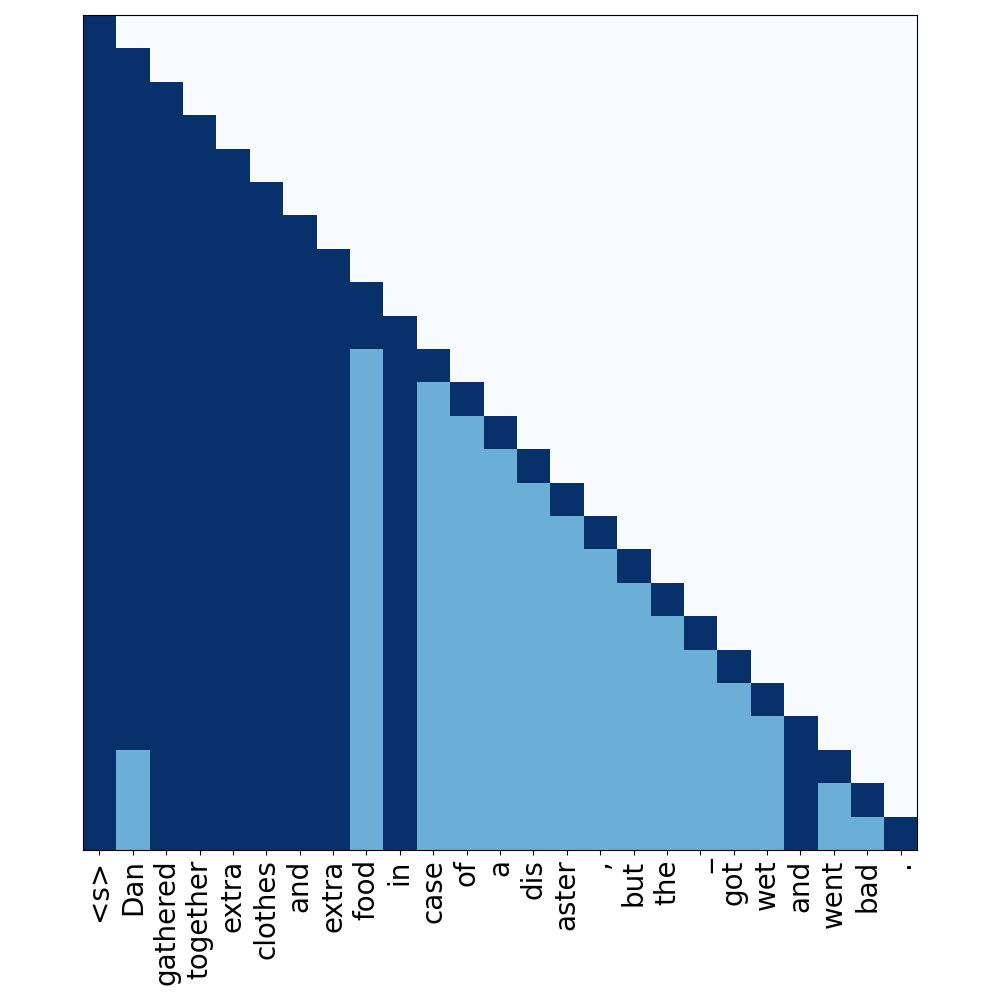 <s> Dan gathered together extra clothes and extra food in case of a dis aster , but the _ got wet and went bad .